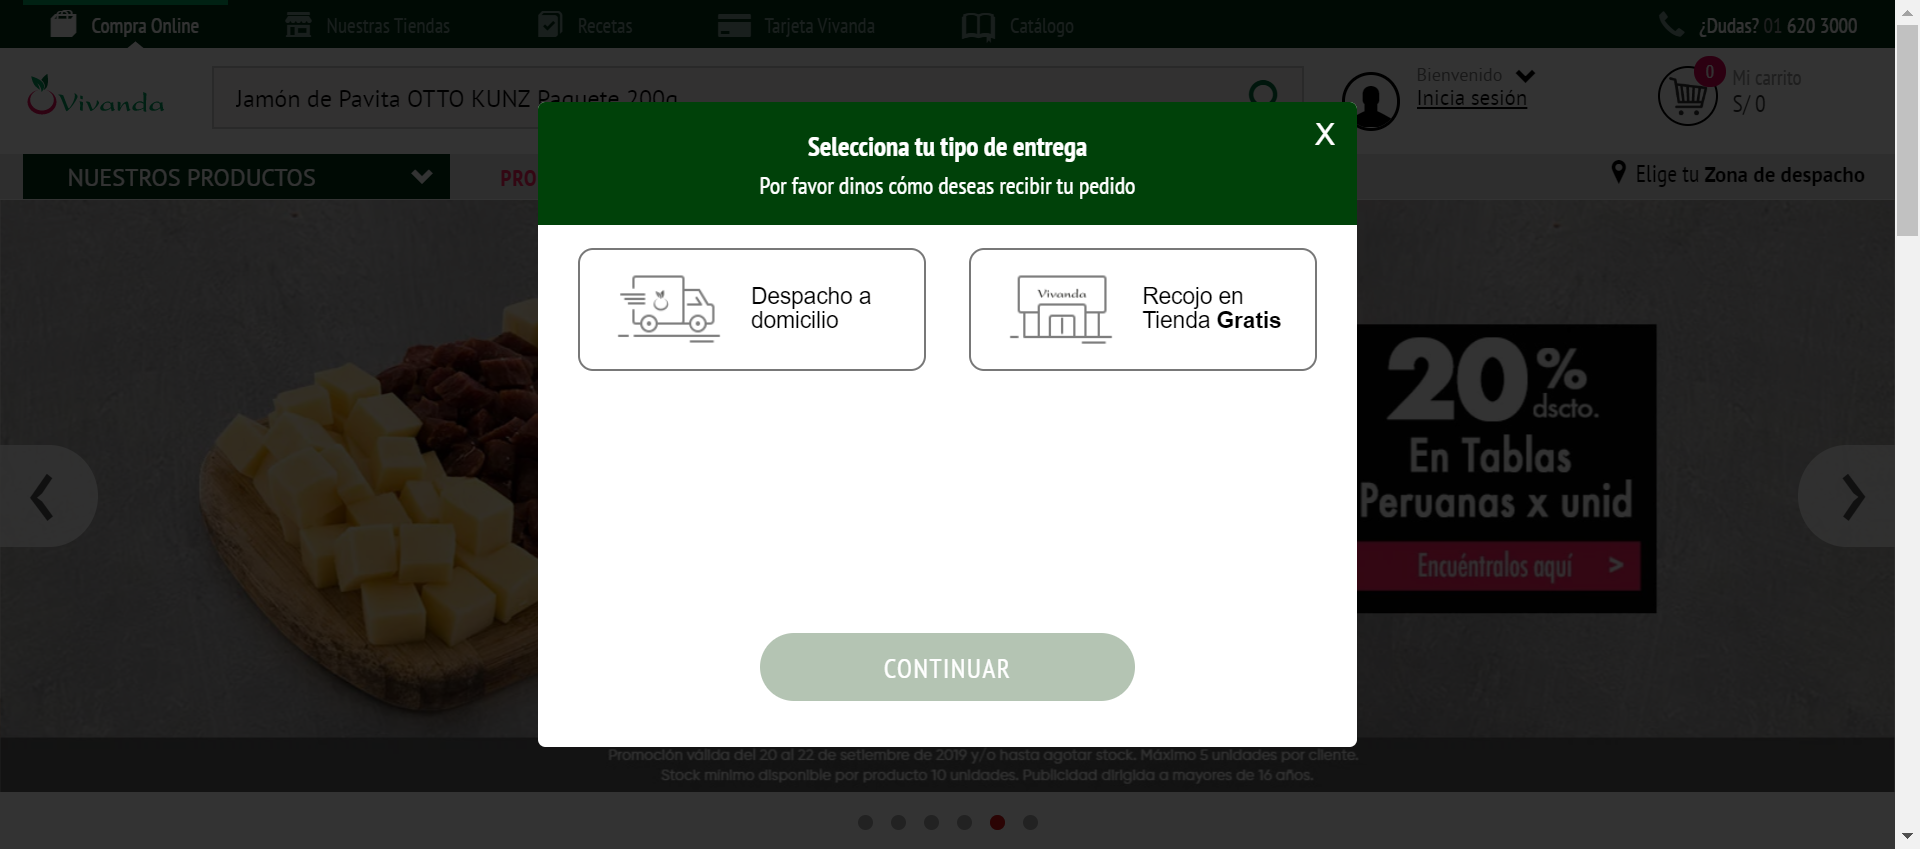 Compra Online
Nuestras Tiendas
Recetas
Tarjeta Vivanda
Catálogo
¿Dudas? 01 620 3000
Vivanda
Jamón de Pavita OTTO KUNZ Paquete 200g
Bienvenido
Inicia sesión
0
Mi carrito
S/ 0
NUESTROS PRODUCTOS
PRO
Elige tu Zona de despacho
Selecciona tu tipo de entrega
X
Por favor dinos cómo deseas recibir tu pedido
Despacho a
domicilio
Vivanda
Recojo en
Tienda Gratis
20% dscto.
En Tablas
Peruanas x unid
Encuéntralos aquí >
CONTINUAR
Promoción válida del 20 al 22 de setiembre de 2019 y/o hasta agotar stock. Máximo 5 unidades por cliente.
Stock mínimo disponible por producto 10 unidades. Publicidad dirigida a mayores de 16 años.